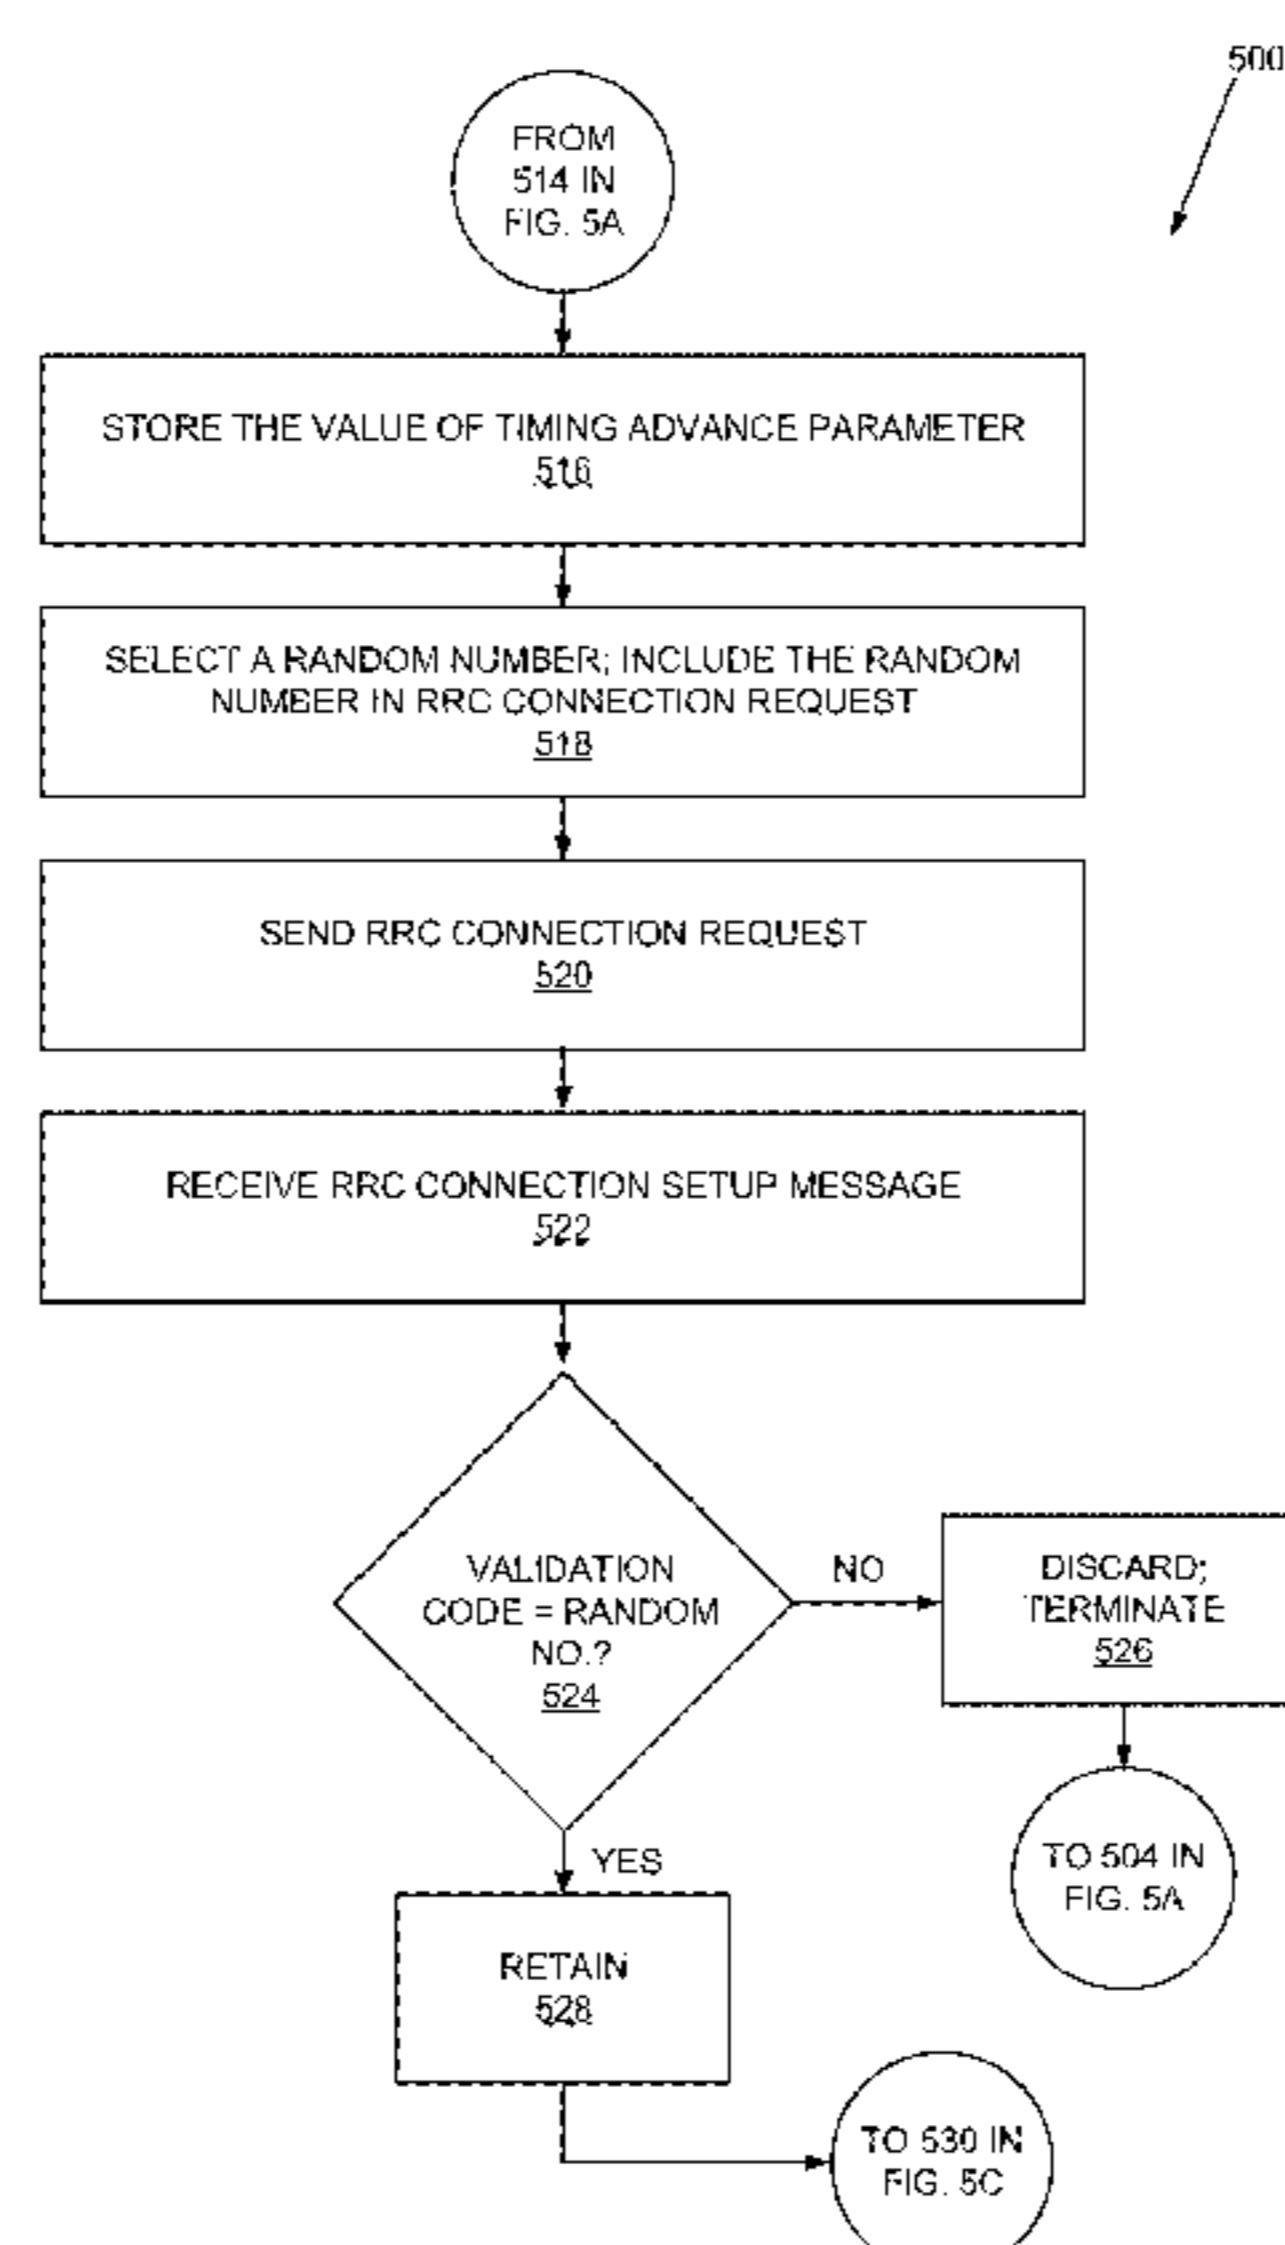 500
FROM
514 IN
FIG. 5A
STORE THE VALUE OF TIMING ADVANCE PARAMETER
516
SELECT A RANDOM NUMBER; INCLUDE THE RANDOM
NUMBER IN RRC CONNECTION REQUEST
518
SEND RRC CONNECTION REQUEST
520
RECEIVE RRC CONNECTION SETUP MESSAGE
522
VALIDATION
CODE = RANDOM
NO.?
524
NO
DISCARD;
TERMINATE
526
TO 504 IN
FIG. 5A
YES
RETAIN
528
TO 530 IN
FIG. 5C